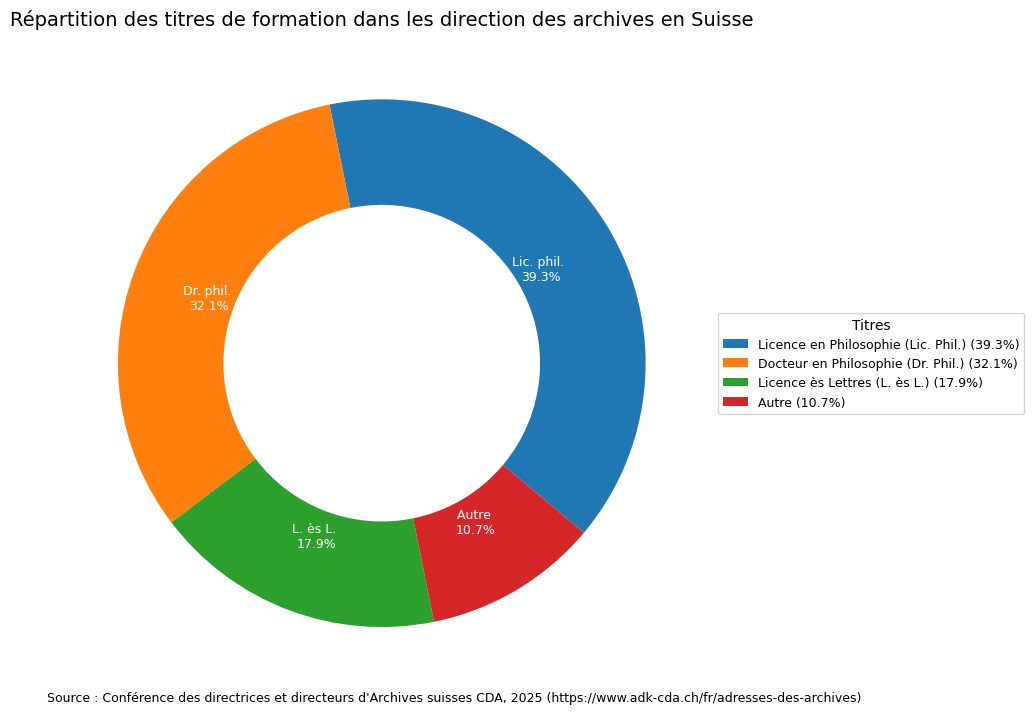 Répartition des titres de formation dans les direction des archives en Suisse
Lic. phil.
39.3%
Dr. phil.
32.1%
L. ès L.
17.9%
Autre
10.7%
Titres
Licence en Philosophie (Lic. Phil.) (39.3%)
Docteur en Philosophie (Dr. Phil.) (32.1%)
Licence ès Lettres (L. ès L.) (17.9%)
Autre (10.7%)
Source : Conférence des directrices et directeurs d'Archives suisses CDA, 2025 (https://www.adk-cda.ch/fr/adresses-des-archives)